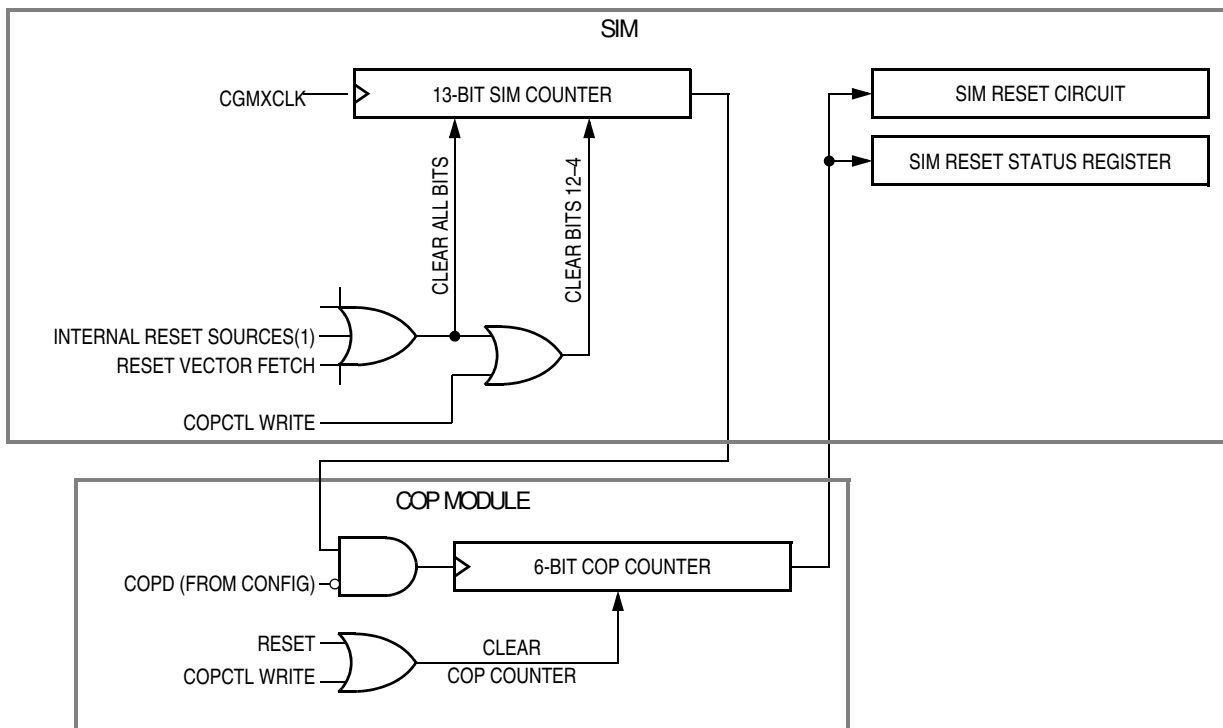 SIM
CGMXCLK
13-BIT SIM COUNTER
SIM RESET CIRCUIT
SIM RESET STATUS REGISTER
CLEAR ALL BITS
CLEAR BITS 12–4
INTERNAL RESET SOURCES(1)
RESET VECTOR FETCH
COPCTL WRITE
COP MODULE
COPD (FROM CONFIG)
6-BIT COP COUNTER
RESET
COPCTL WRITE
CLEAR
COP COUNTER